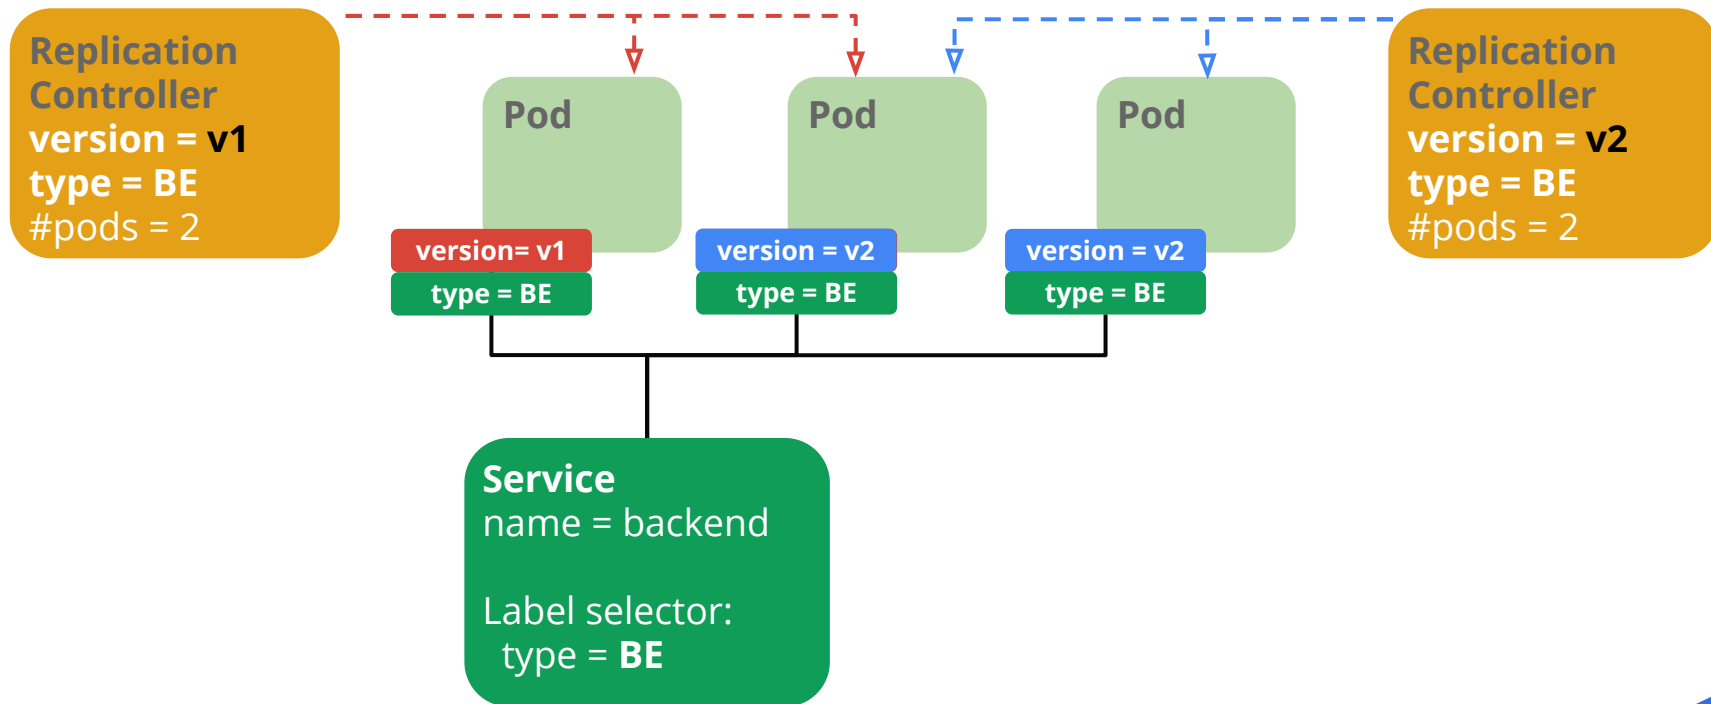 Replication
Controller
version = v1
type = BE
#pods = 2
Pod
Pod
Pod
Replication
Controller
version = v2
type = BE
#pods = 2
version= v1
type = BE
version = v2
type = BE
version = v2
type = BE
Service
name = backend
Label selector:
type = BE